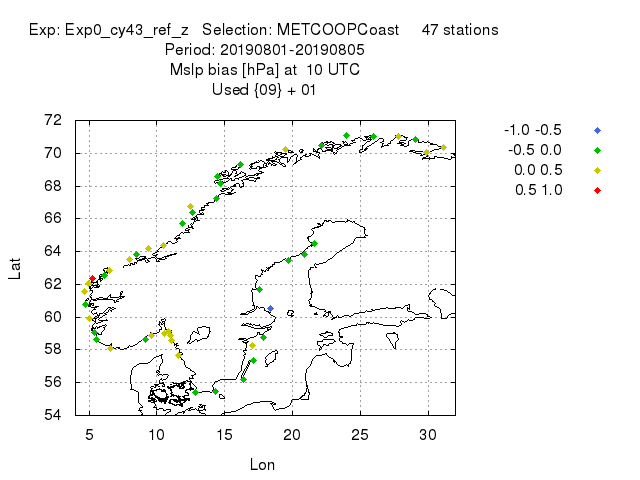 Exp: Exp0_cy43_ref_z   Selection: METCOOPCoast     47 stations
Period: 20190801-20190805
Mslp bias [hPa] at  10 UTC
Used {09} + 01
72
70
68
66
64
62
60
58
56
54
Lat
5 10 15 20 25 30
Lon
-1.0 -0.5
-0.5 0.0
0.0 0.5
0.5 1.0